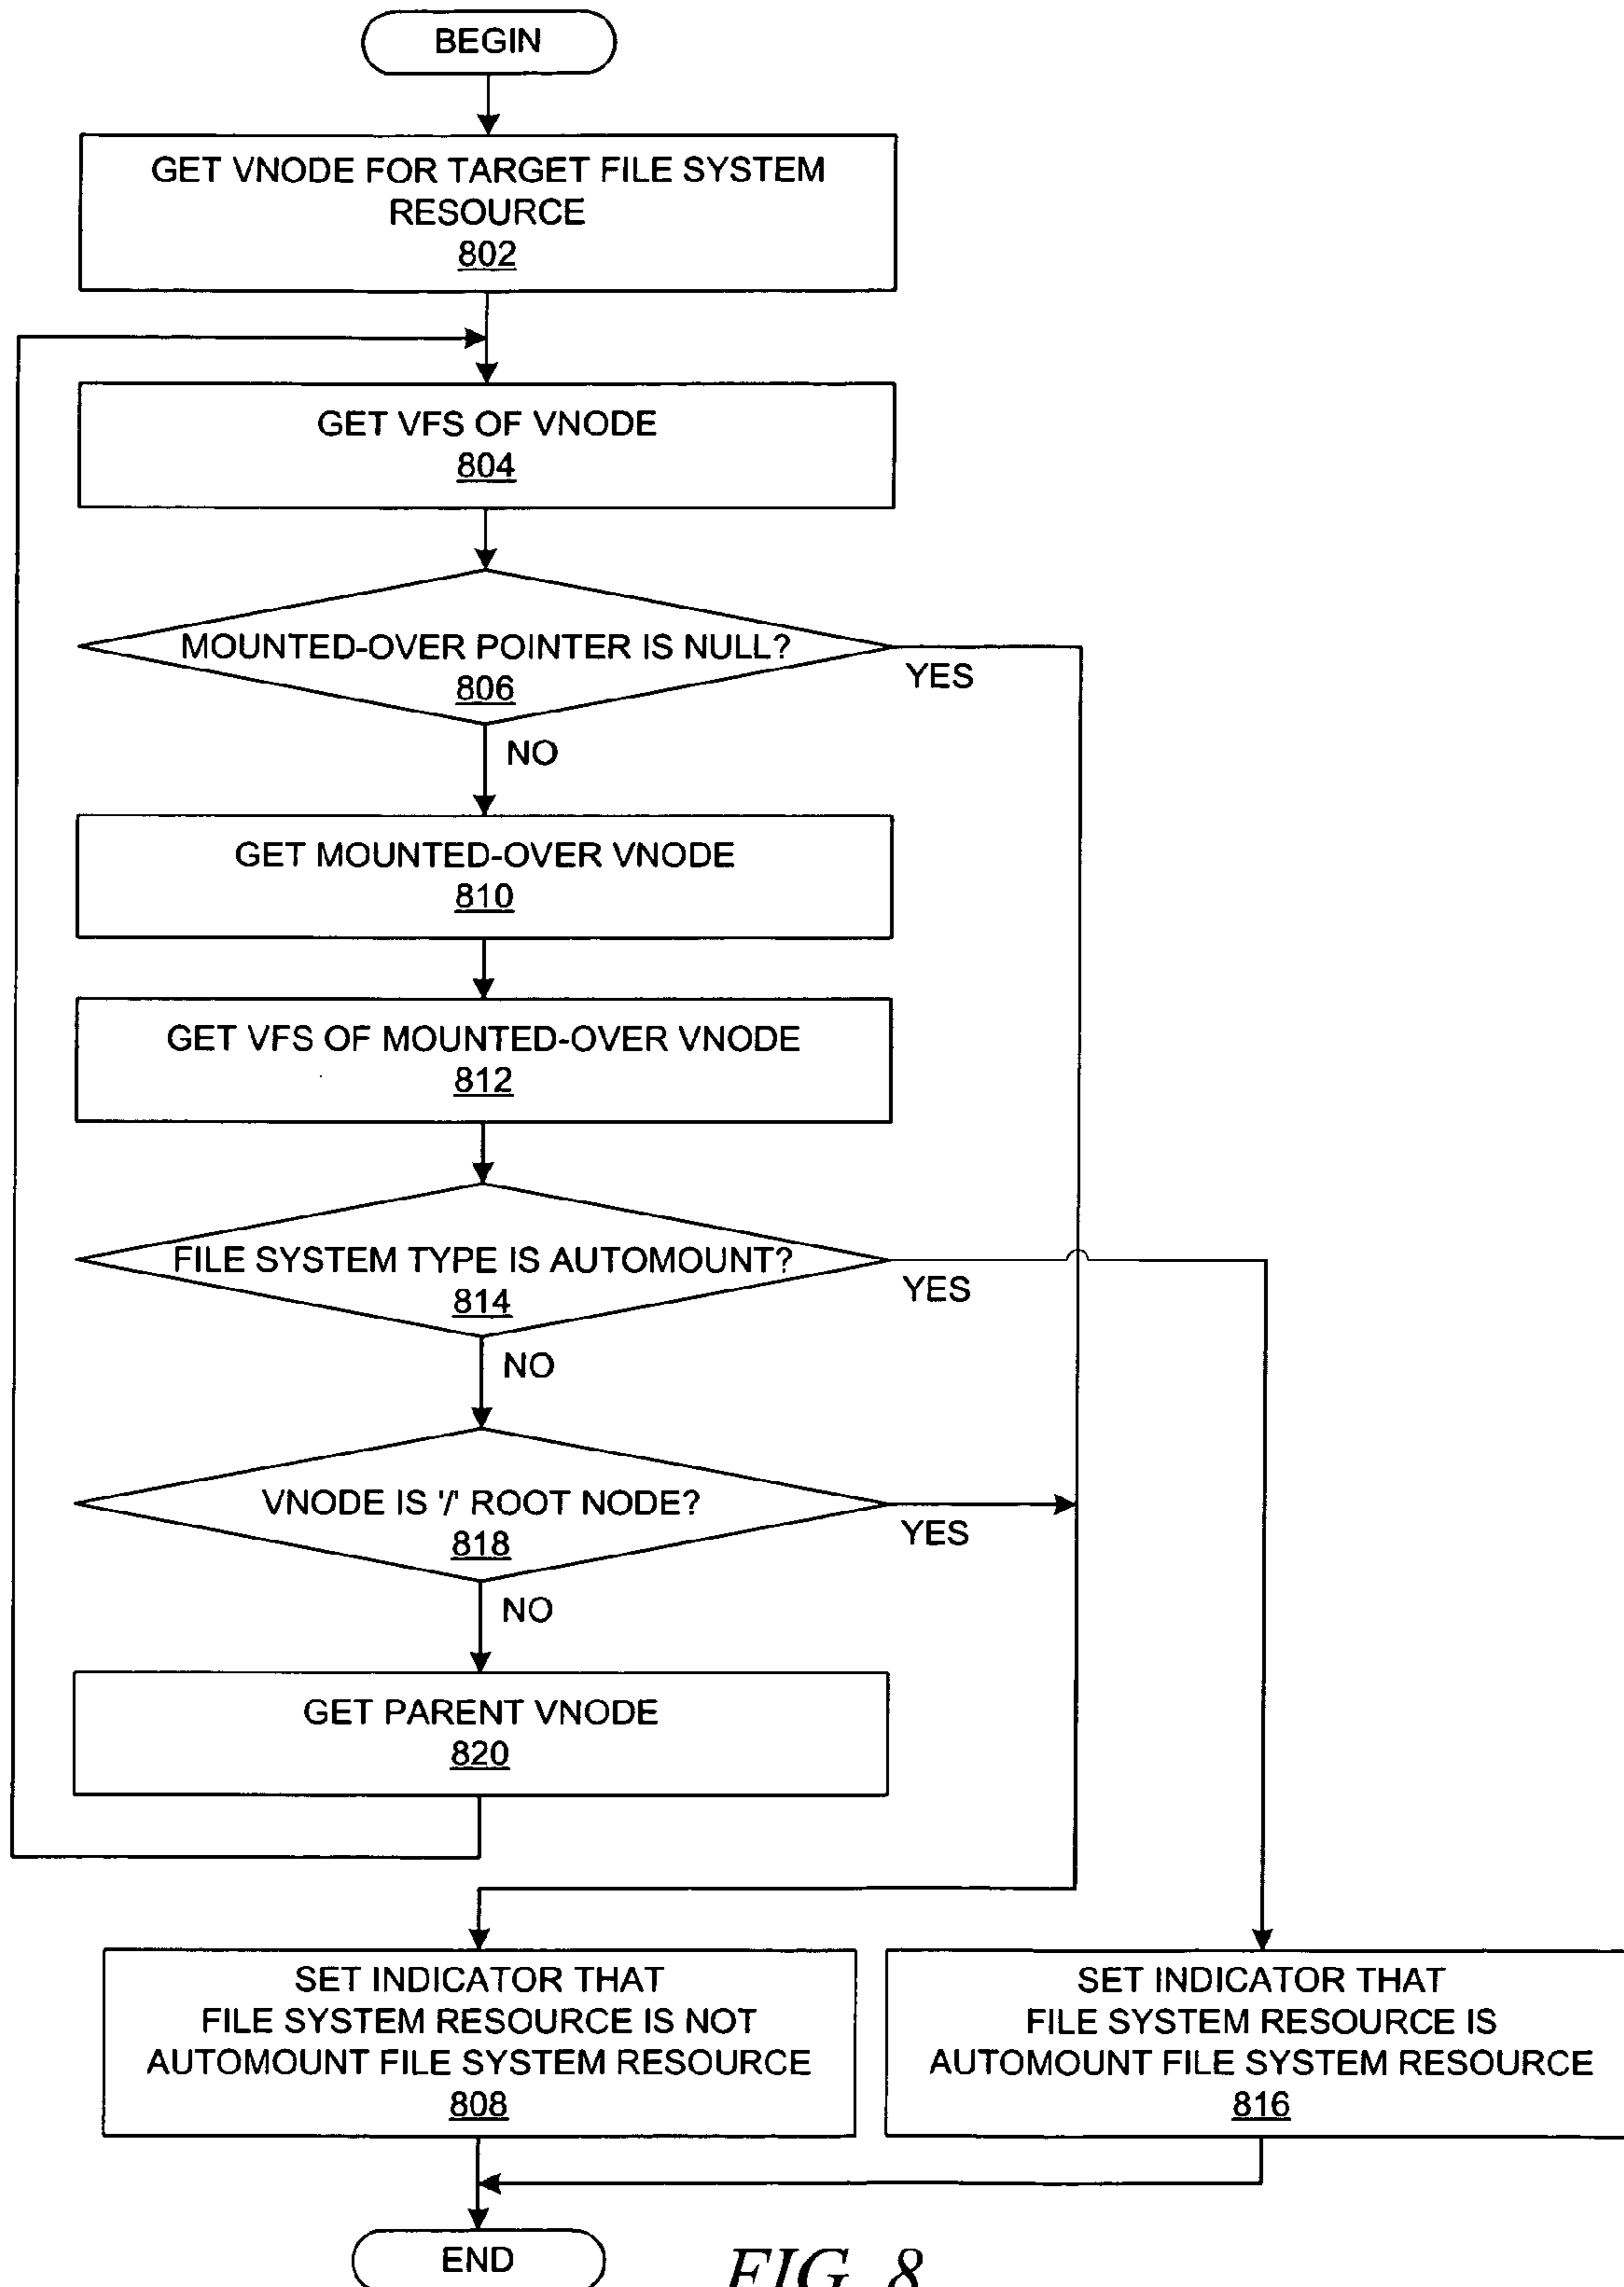 BEGIN
GET VNODE FOR TARGET FILE SYSTEM
RESOURCE
802
GET VFS OF VNODE
804
MOUNTED-OVER POINTER IS NULL?
806
YES
NO
GET MOUNTED-OVER VNODE
810
GET VFS OF MOUNTED-OVER VNODE
812
FILE SYSTEM TYPE IS AUTOMOUNT?
814
YES
NO
VNODE IS '/' ROOT NODE?
818
YES
NO
GET PARENT VNODE
820
SET INDICATOR THAT
FILE SYSTEM RESOURCE IS NOT
AUTOMOUNT FILE SYSTEM RESOURCE
808
SET INDICATOR THAT
FILE SYSTEM RESOURCE IS
AUTOMOUNT FILE SYSTEM RESOURCE
816
END
FIG. 8